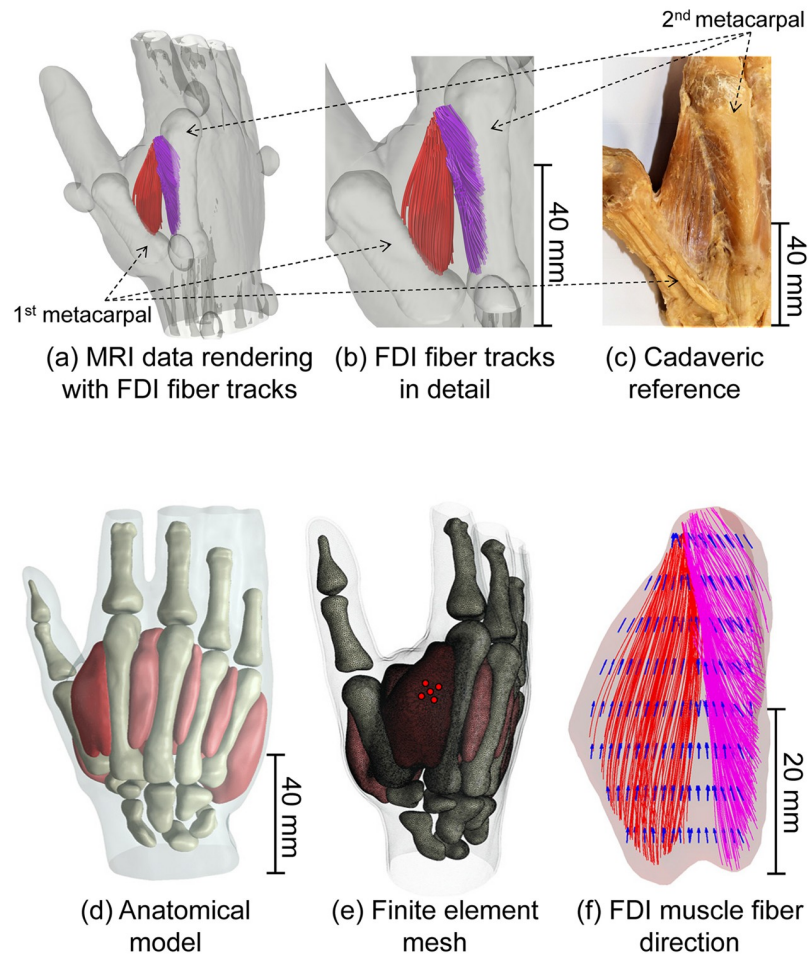 2nd metacarpal
40 mm
40 mm
1st metacarpal
(a) MRI data rendering
with FDI fiber tracks
(b) FDI fiber tracks
in detail
(c) Cadaveric
reference
40 mm
20 mm
(d) Anatomical
model
(e) Finite element
mesh
(f) FDI muscle fiber
direction